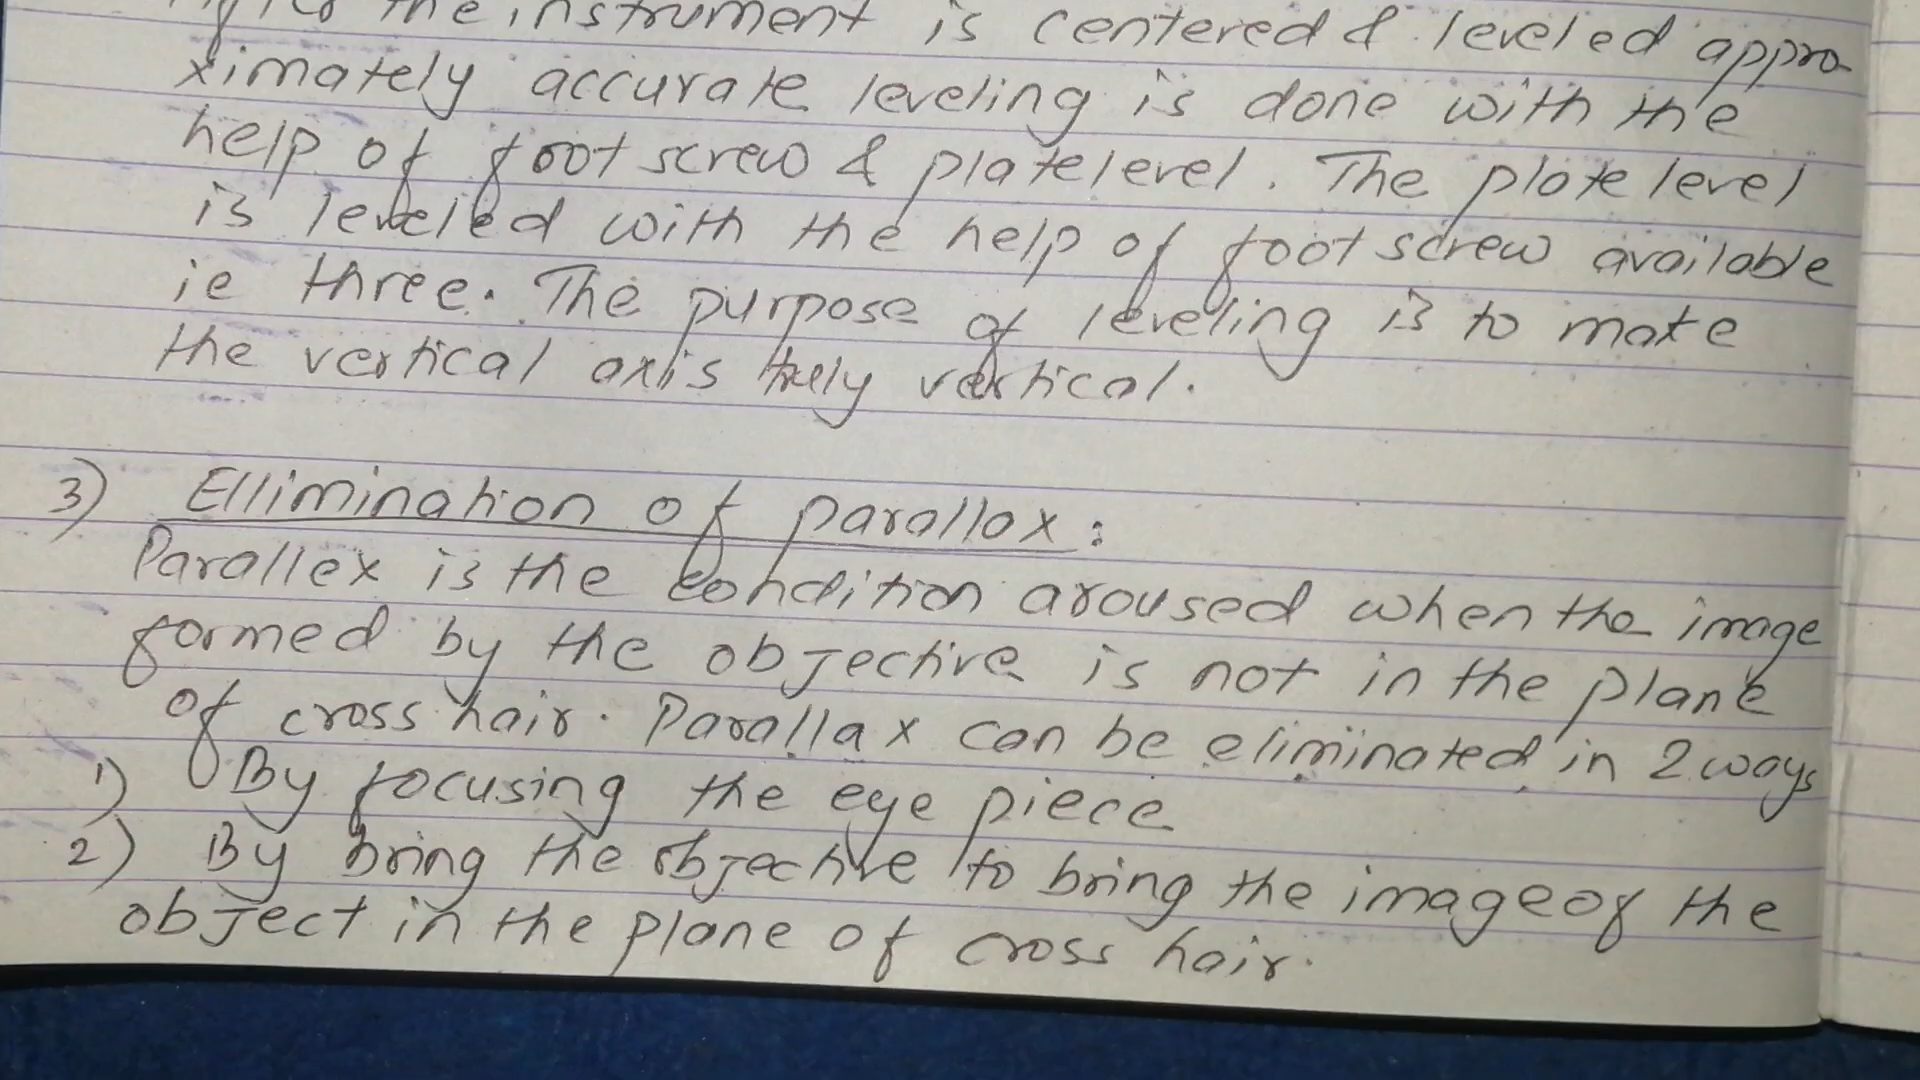 the instrument is centered & leveled appro-
ximately accurate leveling is done with the
help of foot screw & plate level. The plate level
is leveled with the help of foot screw available
ie three. The purpose of leveling is to make
the vertical axis truly vertical.
3) Ellimination of parallax:
Parallex is the condition aroused when the image
formed by the objective is not in the plane
of cross hair. Parallax can be eliminated in 2 ways
1) By focusing the eye piece
2) By bring the objective to bring the image of the
object in the plane of cross hair.